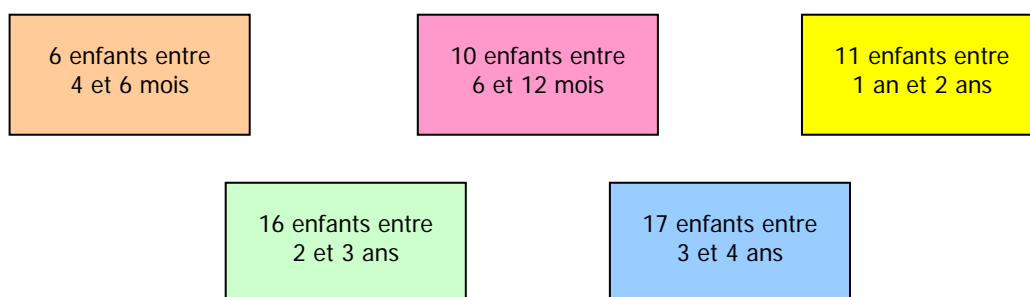 6 enfants entre
4 et 6 mois
10 enfants entre
6 et 12 mois
11 enfants entre
1 an et 2 ans
16 enfants entre
2 et 3 ans
17 enfants entre
3 et 4 ans